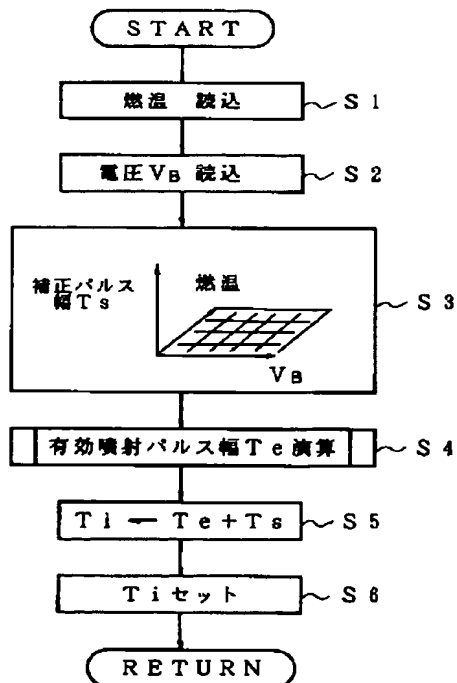 START
燃温 読込 S1
電圧VB 読込 S2
補正パルス
幅Ts
燃温
VB
S3
有効噴射パルス幅Te演算 S4
Ti ← Te+Ts S5
Tiセット S6
RETURN